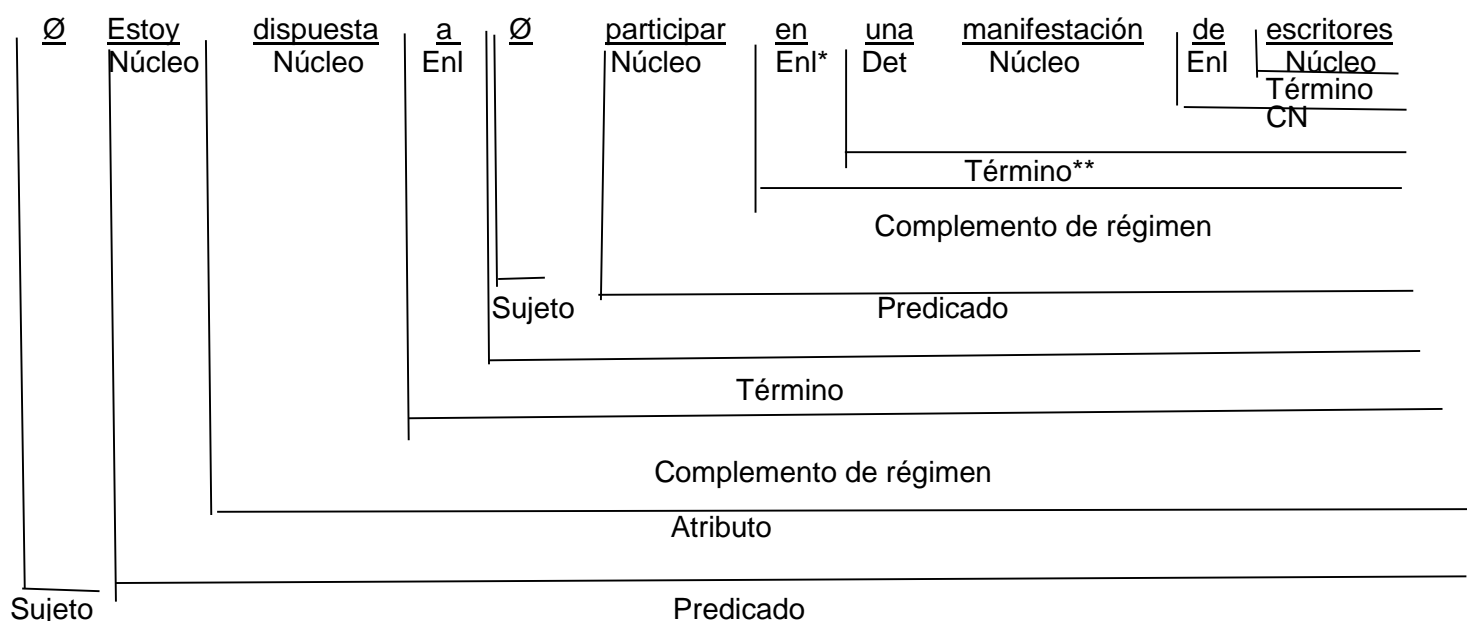 Ø Estoy dispuesta a Ø participar en una manifestación de escritores
Núcleo Núcleo Enl Núcleo Enl* Det Núcleo Enl Núcleo
Término
CN
Término**
Complemento de régimen
Sujeto Predicado
Término
Complemento de régimen
Atributo
Sujeto Predicado